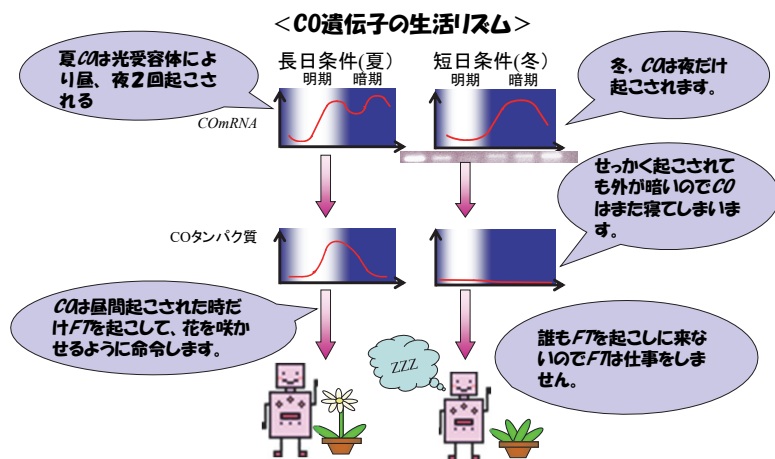 <CO遺伝子の生活リズム>
夏COは光受容体によ
り昼、夜２回起こさ
れる
長日条件(夏)
明期 暗期
短日条件(冬)
明期 暗期
冬、COは夜だけ
起こされます。
COmRNA
せっかく起こされて
も外が暗いのでCO
はまた寝てしまいま
す。
COタンパク質
COは昼間起こされた時だ
けFTを起こして、花を咲か
せるように命令します。
ZZZ
誰もFTを起こしに来な
いのでFTは仕事をしま
せん。